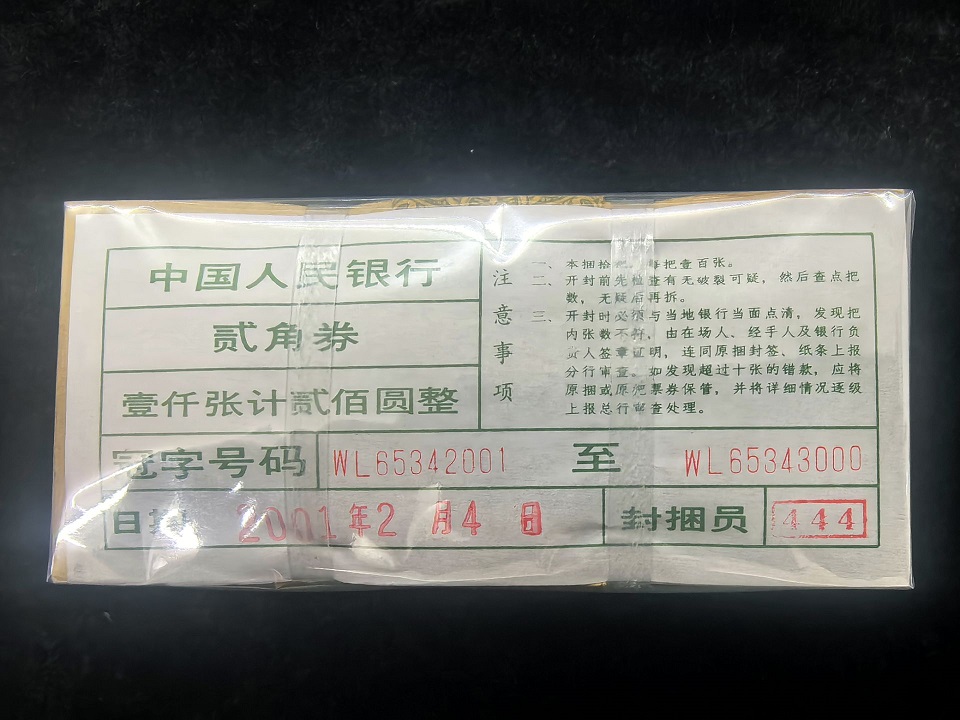 中国人民银行
贰角券
壹仟张计贰佰圆整
注意事项
一、本捆拾把，每把壹百张。
二、开封前先检查有无破裂可疑，然后查点把
数，无疑后再拆。
三、开封时必须与当地银行当面点清，发现把
内张数不符，由在场人、经手人及银行负
责人签章证明，连同原捆封签、纸条上报
分行审查。如发现超过十张的错款，应将
原捆或原把票券保管，并将详细情况逐级
上报总行审查处理。
冠字号码 WL65342001 至 WL65343000
日期 2001年2月4日 封捆员 444